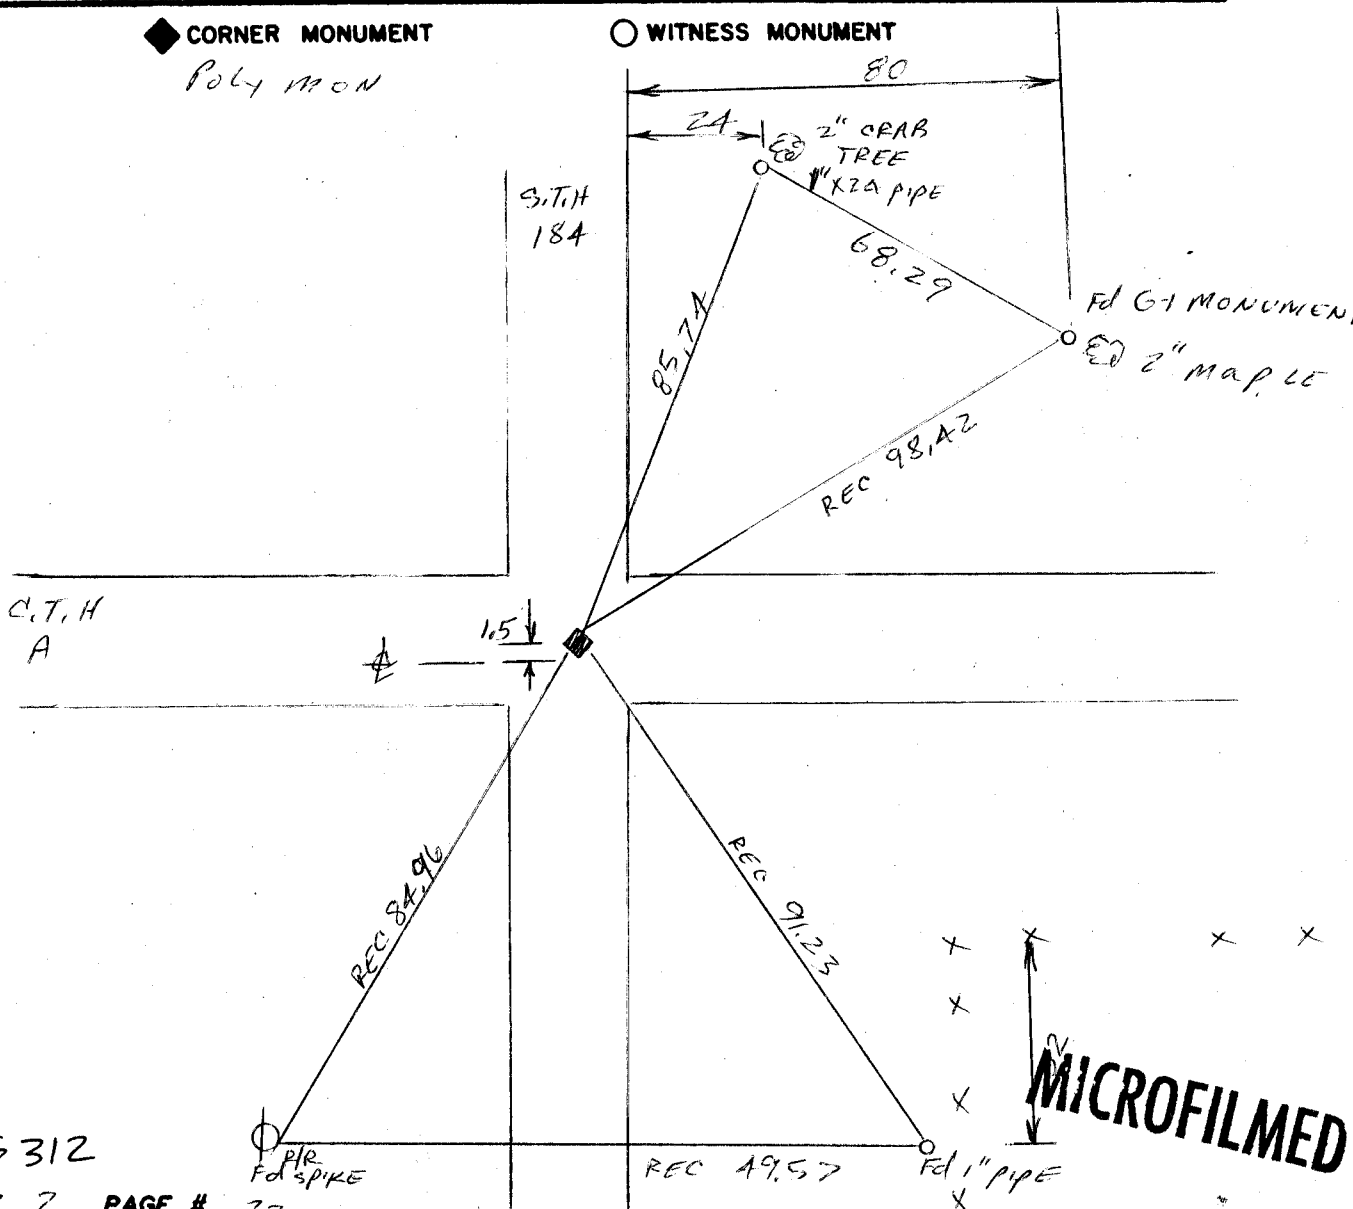 CORNER MONUMENT
WITNESS MONUMENT
Poly MON
80
24
2" CRAB
TREE
1" X24 PIPE
S.T.H
184
68.29
Fd G-1 MONUMENT
2" MAPLE
85.74
REC 98.42
C.T.H
A
1.5
REC 84.96
REC 91.23
MICROFILMED
312
P/R
Fd SPIKE
REC 49.57
Fd 1" PIPE
PAGE #